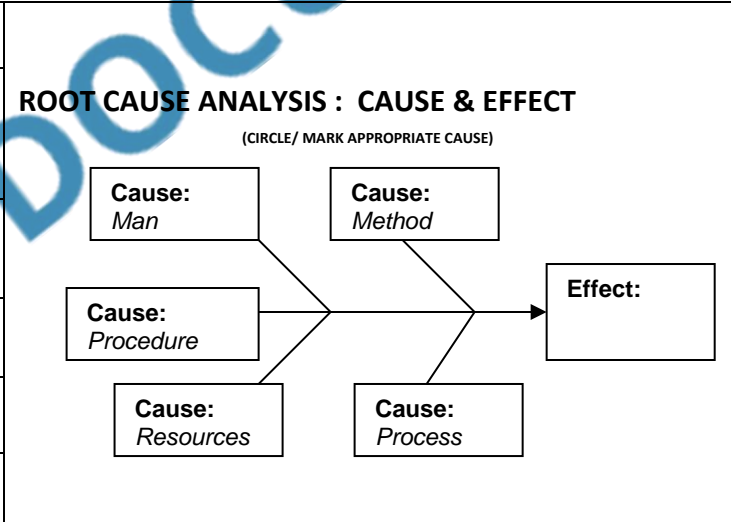 DOCU
ROOT CAUSE ANALYSIS : CAUSE & EFFECT
(CIRCLE/ MARK APPROPRIATE CAUSE)
Cause:
Man
Cause:
Method
Effect:
Cause:
Procedure
Cause:
Resources
Cause:
Process